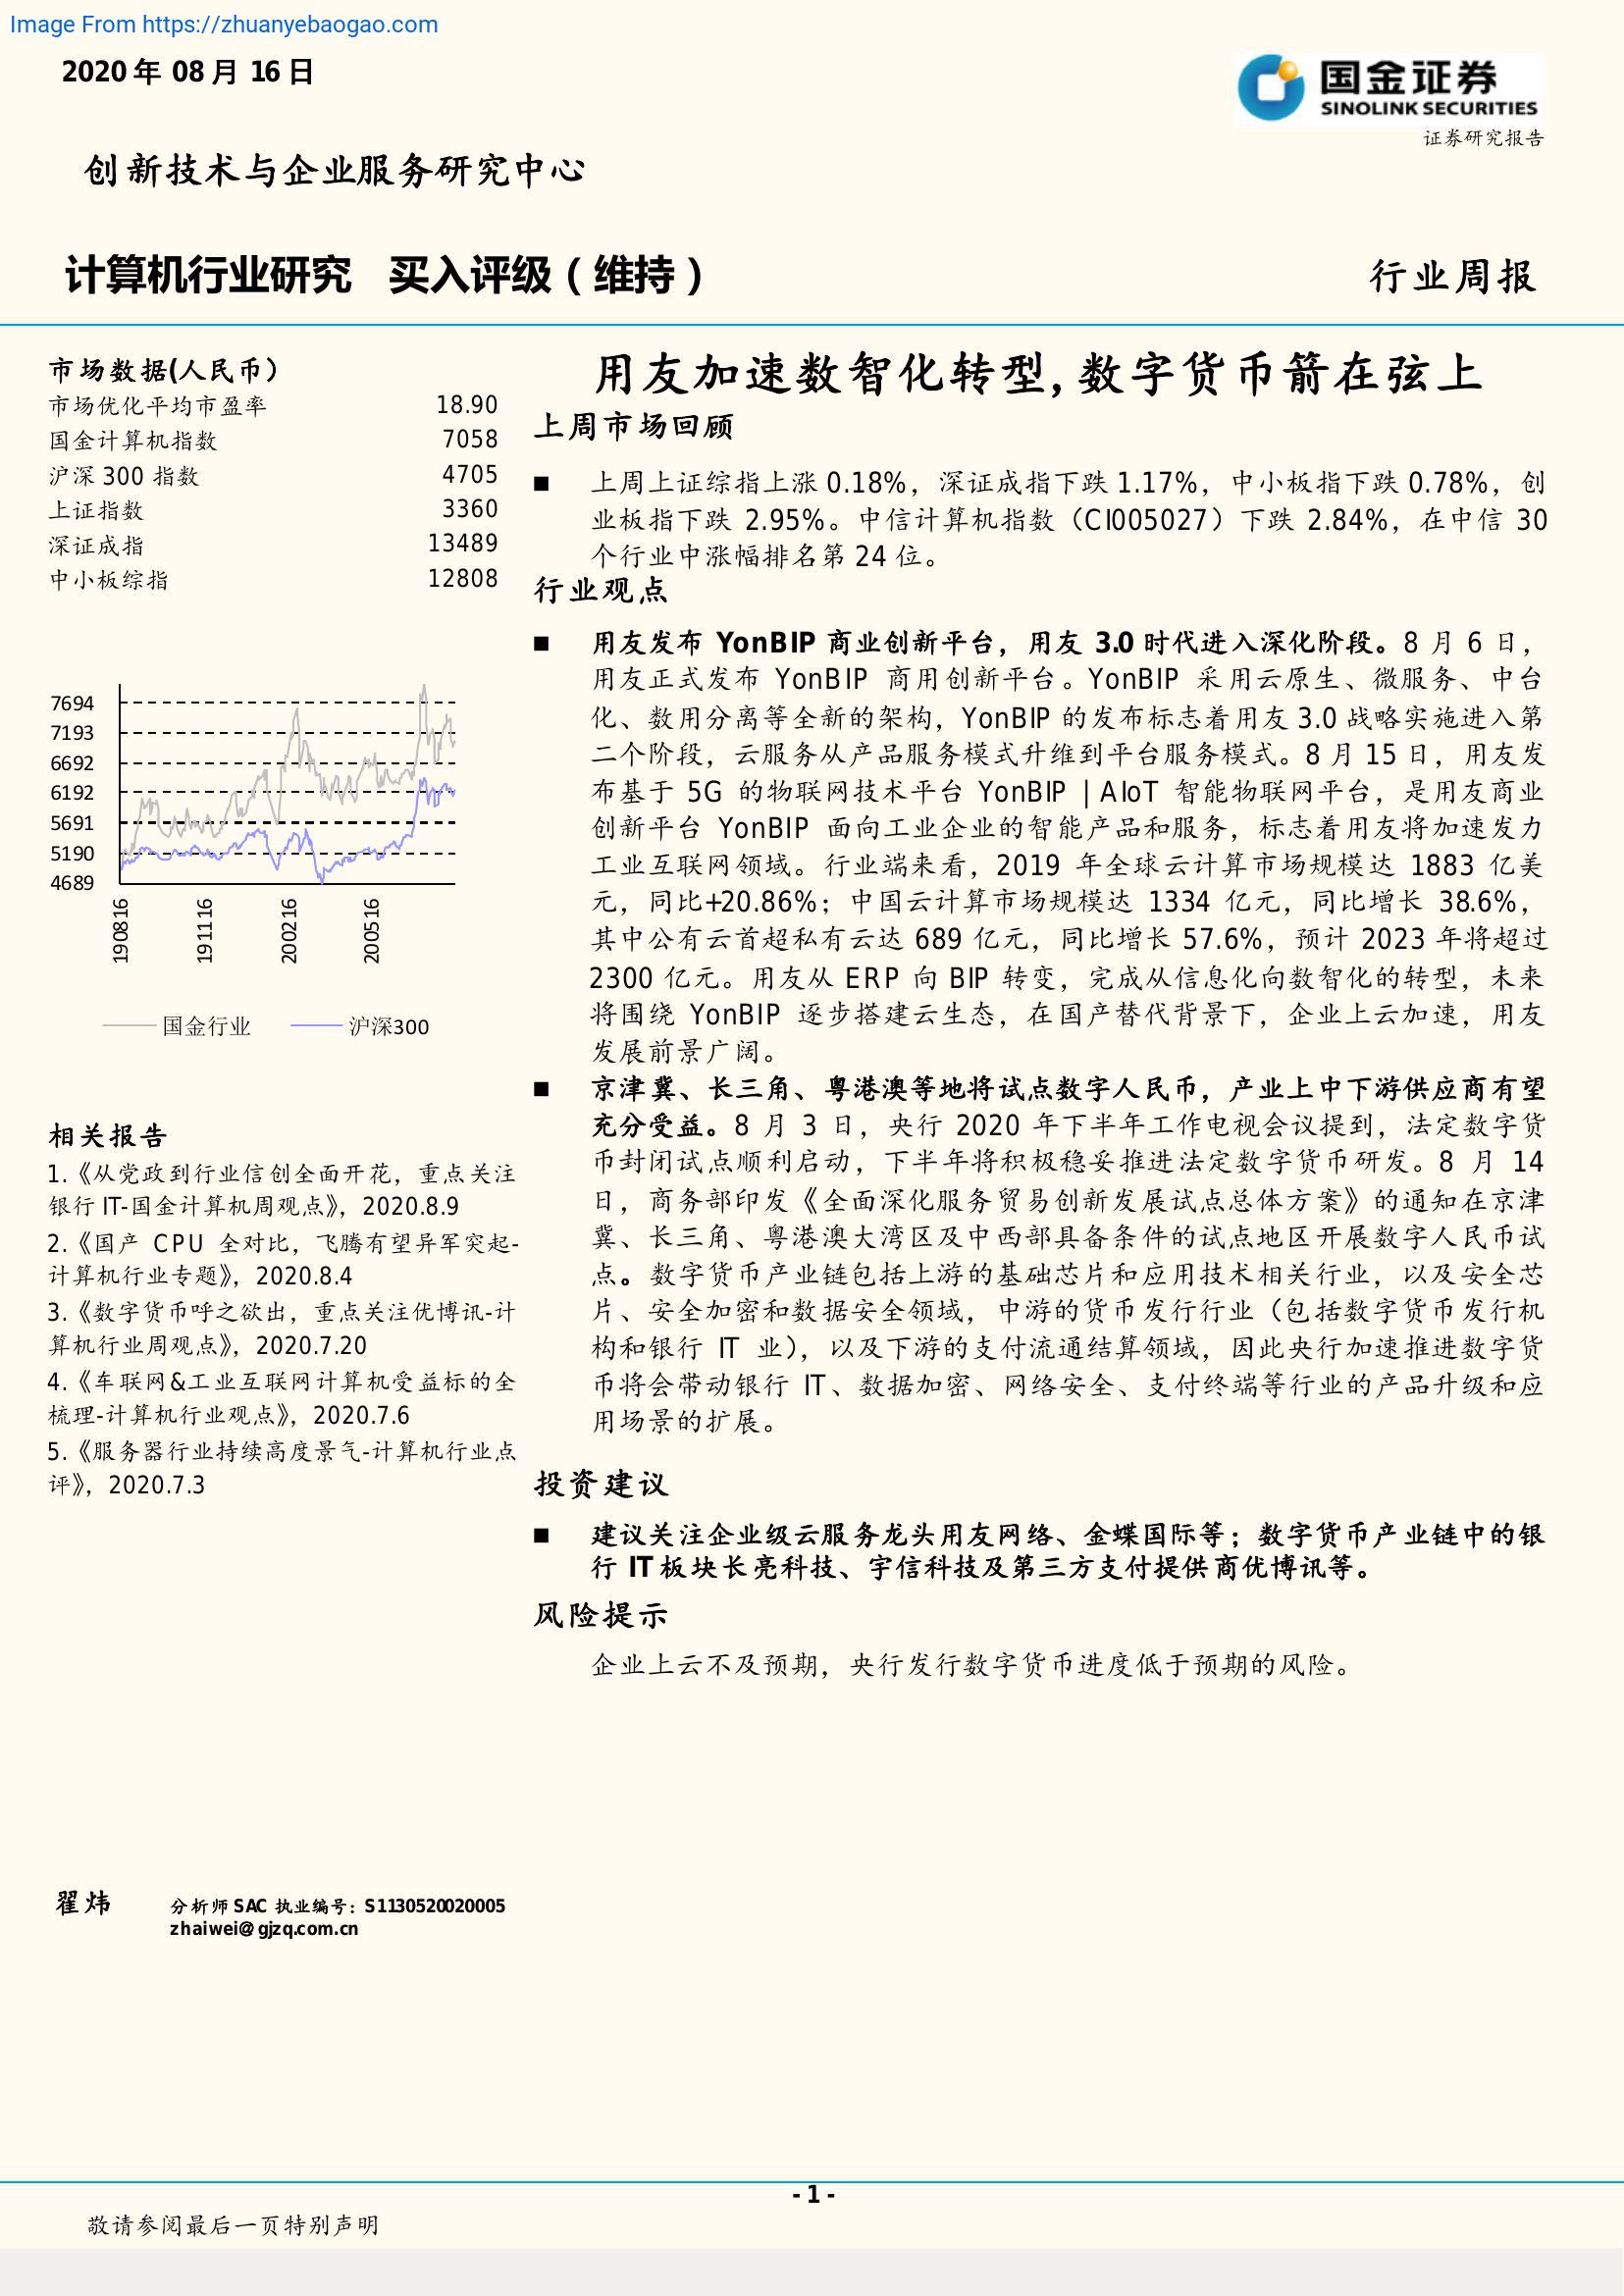 Image From https://zhuanyebaogao.com
2020 年 08 月 16 日
国金证券
SINOLINK SECURITIES
证券研究报告
创新技术与企业服务研究中心
计算机行业研究 买入评级（维持）
行业周报
市场数据(人民币）
市场优化平均市盈率 18.90
国金计算机指数 7058
沪深 300 指数 4705
上证指数 3360
深证成指 13489
中小板综指 12808
7694
7193
6692
6192
5691
5190
4689
190816
191116
200216
200516
国金行业 沪深300
相关报告
1.《从党政到行业信创全面开花，重点关注
银行 IT-国金计算机周观点》，2020.8.9
2.《国产 CPU 全对比，飞腾有望异军突起-
计算机行业专题》，2020.8.4
3.《数字货币呼之欲出，重点关注优博讯-计
算机行业周观点》，2020.7.20
4.《车联网&工业互联网计算机受益标的全
梳理-计算机行业观点》，2020.7.6
5.《服务器行业持续高度景气-计算机行业点
评》，2020.7.3
翟炜 分析师 SAC 执业编号：S1130520020005
zhaiwei@gjzq.com.cn
用友加速数智化转型，数字货币箭在弦上
上周市场回顾
■ 上周上证综指上涨 0.18%，深证成指下跌 1.17%，中小板指下跌 0.78%，创
业板指下跌 2.95%。中信计算机指数（CI005027）下跌 2.84%，在中信 30
个行业中涨幅排名第 24 位。
行业观点
■ 用友发布 YonBIP 商业创新平台，用友 3.0 时代进入深化阶段。8 月 6 日，
用友正式发布 YonBIP 商用创新平台。YonBIP 采用云原生、微服务、中台
化、数用分离等全新的架构，YonBIP 的发布标志着用友 3.0 战略实施进入第
二个阶段，云服务从产品服务模式升维到平台服务模式。8 月 15 日，用友发
布基于 5G 的物联网技术平台 YonBIP | AIoT 智能物联网平台，是用友商业
创新平台 YonBIP 面向工业企业的智能产品和服务，标志着用友将加速发力
工业互联网领域。行业端来看，2019 年全球云计算市场规模达 1883 亿美
元，同比+20.86%；中国云计算市场规模达 1334 亿元，同比增长 38.6%，
其中公有云首超私有云达 689 亿元，同比增长 57.6%，预计 2023 年将超过
2300 亿元。用友从 ERP 向 BIP 转变，完成从信息化向数智化的转型，未来
将围绕 YonBIP 逐步搭建云生态，在国产替代背景下，企业上云加速，用友
发展前景广阔。
■ 京津冀、长三角、粤港澳等地将试点数字人民币，产业上中下游供应商有望
充分受益。8 月 3 日，央行 2020 年下半年工作电视会议提到，法定数字货
币封闭试点顺利启动，下半年将积极稳妥推进法定数字货币研发。8 月 14
日，商务部印发《全面深化服务贸易创新发展试点总体方案》的通知在京津
冀、长三角、粤港澳大湾区及中西部具备条件的试点地区开展数字人民币试
点。数字货币产业链包括上游的基础芯片和应用技术相关行业，以及安全芯
片、安全加密和数据安全领域，中游的货币发行行业（包括数字货币发行机
构和银行 IT 业），以及下游的支付流通结算领域，因此央行加速推进数字货
币将会带动银行 IT、数据加密、网络安全、支付终端等行业的产品升级和应
用场景的扩展。
投资建议
■ 建议关注企业级云服务龙头用友网络、金蝶国际等；数字货币产业链中的银
行 IT 板块长亮科技、宇信科技及第三方支付提供商优博讯等。
风险提示
企业上云不及预期，央行发行数字货币进度低于预期的风险。
- 1 -
敬请参阅最后一页特别声明